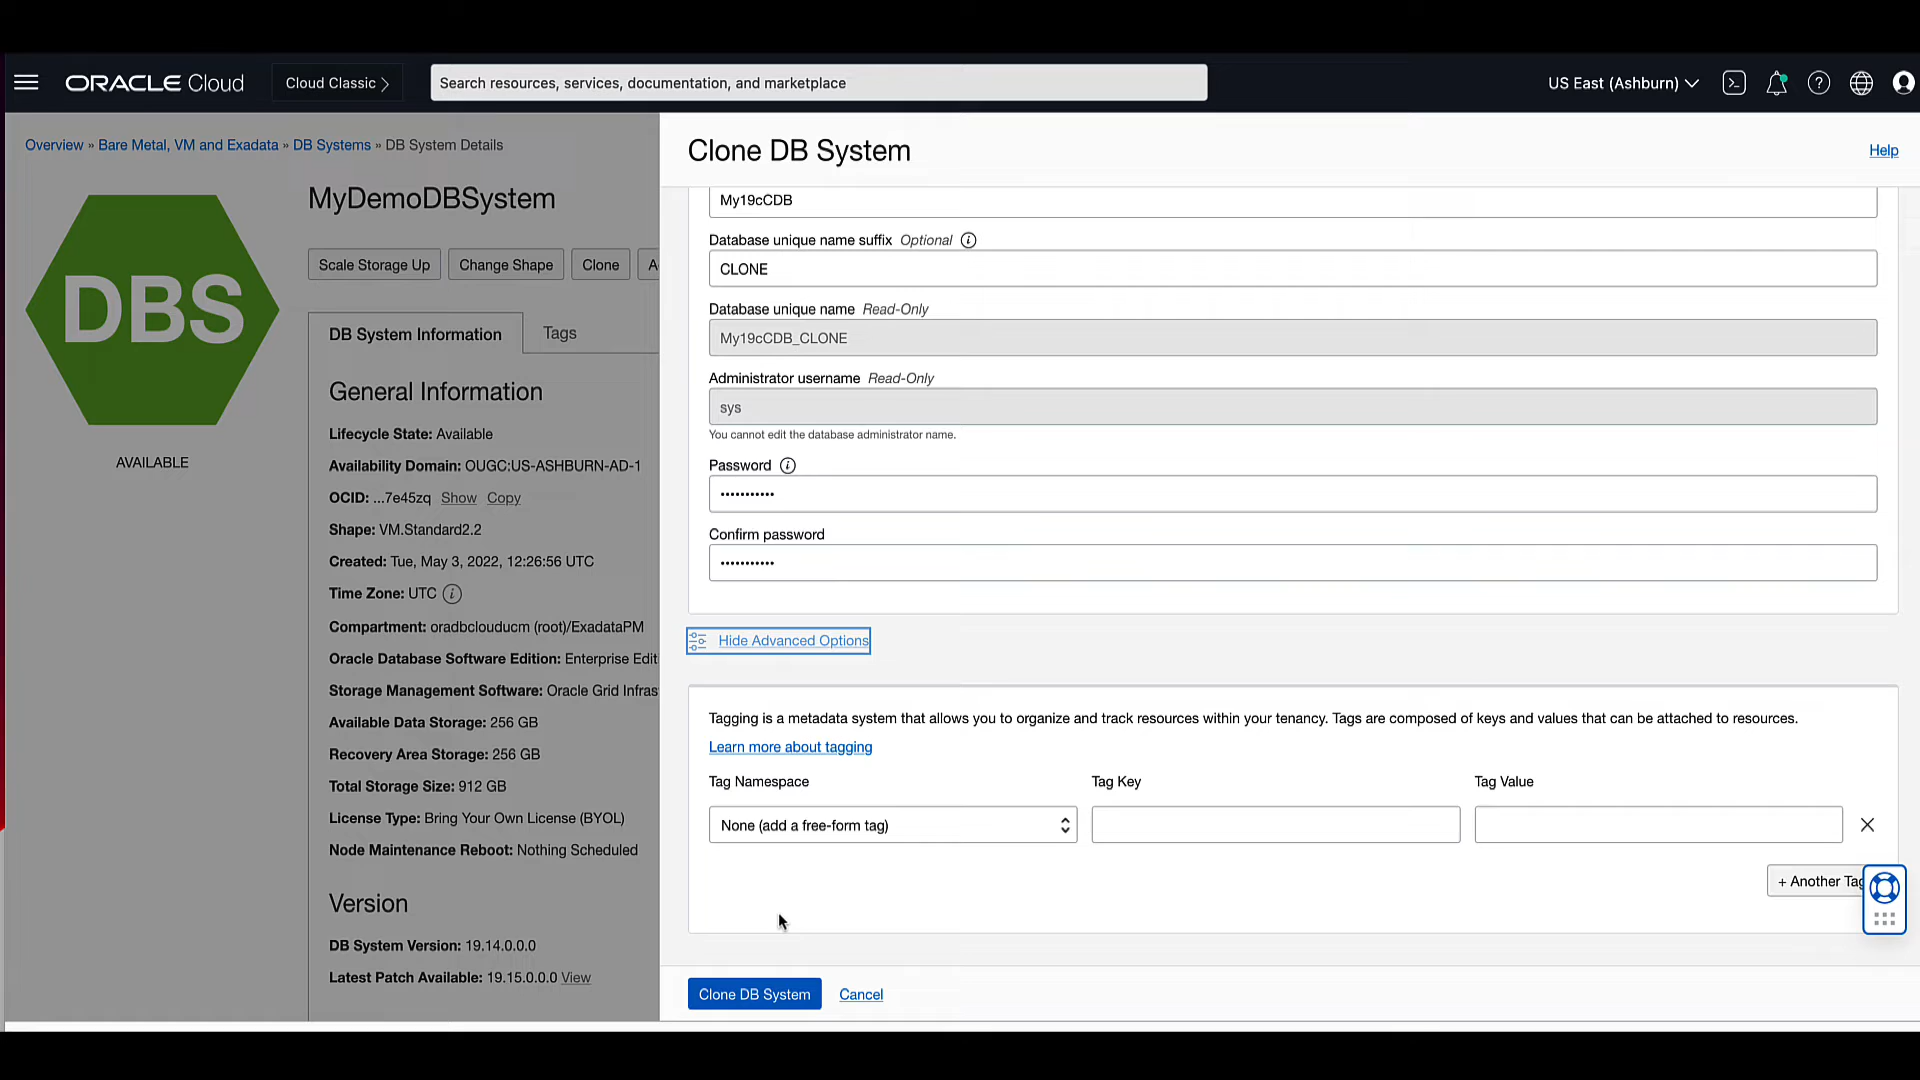 ORACLE Cloud
Cloud Classic
Search resources, services, documentation, and marketplace
US East (Ashburn)
Overview » Bare Metal, VM and Exadata » DB Systems » DB System Details
DBS
AVAILABLE
MyDemoDBSystem
Scale Storage Up
Change Shape
Clone
DB System Information
Tags
General Information
Lifecycle State: Available
Availability Domain: OUGC:US-ASHBURN-AD-1
OCID: ...7e45zq Show Copy
Shape: VM.Standard2.2
Created: Tue, May 3, 2022, 12:26:56 UTC
Time Zone: UTC
Compartment: oradbclouducm (root)/ExadataPM
Oracle Database Software Edition: Enterprise Editi
Storage Management Software: Oracle Grid Infras
Available Data Storage: 256 GB
Recovery Area Storage: 256 GB
Total Storage Size: 912 GB
License Type: Bring Your Own License (BYOL)
Node Maintenance Reboot: Nothing Scheduled
Version
DB System Version: 19.14.0.0.0
Latest Patch Available: 19.15.0.0.0 View
Clone DB System
Help
My19cCDB
Database unique name suffix Optional
CLONE
Database unique name Read-Only
My19cCDB_CLONE
Administrator username Read-Only
sys
You cannot edit the database administrator name.
Password
•••••••••••
Confirm password
•••••••••••
Hide Advanced Options
Tagging is a metadata system that allows you to organize and track resources within your tenancy. Tags are composed of keys and values that can be attached to resources.
Learn more about tagging
Tag Namespace
Tag Key
Tag Value
None (add a free-form tag)
+ Another Tag
Clone DB System
Cancel